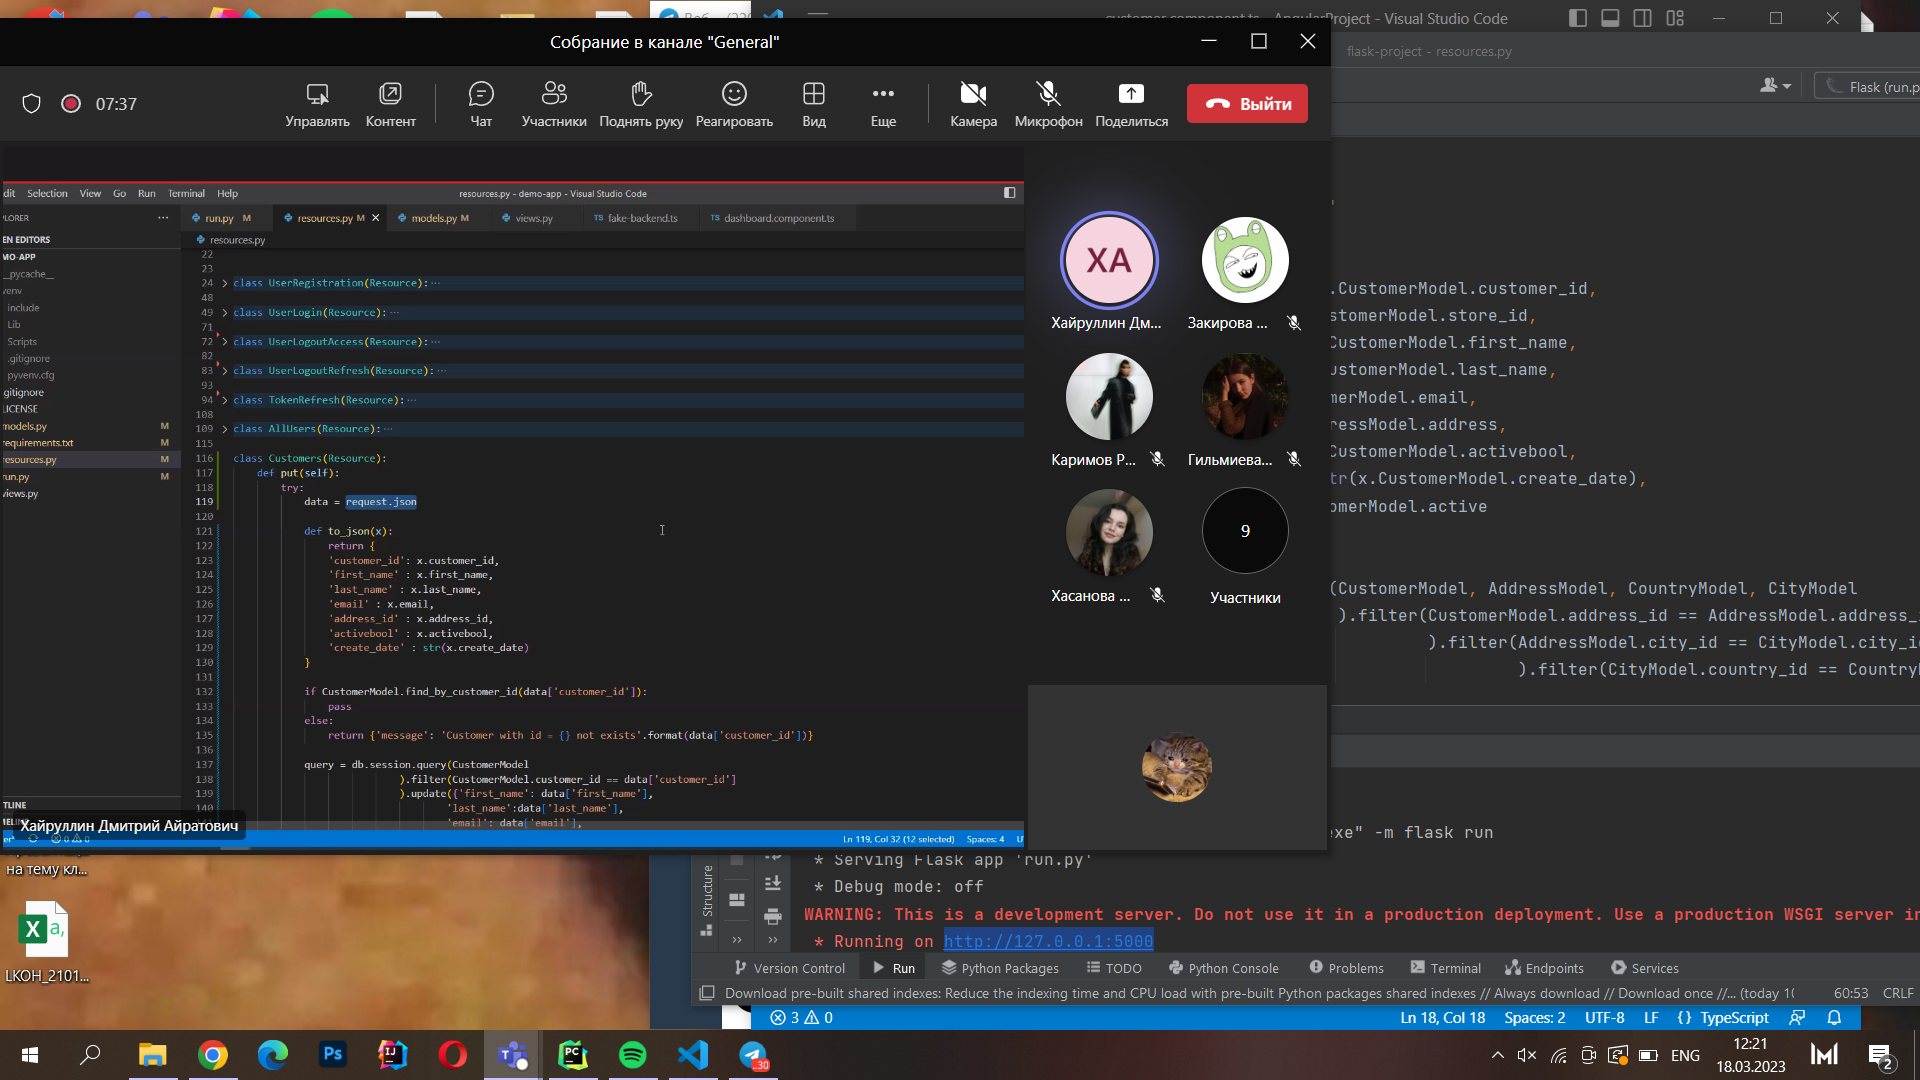 customer.component.ts - AngularProject - Visual Studio Code
Собрание в канале "General"
flask-project - resources.py
Flask (run.p
07:37
Управлять
Контент
Чат
Участники
Поднять руку
Реагировать
Вид
Еще
Камера
Микрофон
Поделиться
Выйти
dit Selection View Go Run Terminal Help
resources.py - demo-app - Visual Studio Code
PLORER ···
run.py M
resources.py M
models.py M
views.py
TS fake-backend.ts
TS dashboard.component.ts
resources.py
EN EDITORS
MO-APP
__pycache__
venv
include
Lib
Scripts
.gitignore
pyvenv.cfg
gitignore
LICENSE
models.py M
requirements.txt M
resources.py M
run.py M
views.py
TLINE
22
23
24 class UserRegistration(Resource):···
48
49 class UserLogin(Resource): ···
71
72 class UserLogoutAccess(Resource):···
82
83 class UserLogoutRefresh(Resource): ···
93
94 class TokenRefresh(Resource):···
108
109 class AllUsers(Resource): ···
115
116 class Customers(Resource):
117 def put(self):
118 try:
119 data = request.json
120
121 def to_json(x):
122 return {
123 'customer_id': x.customer_id,
124 'first_name' : x.first_name,
125 'last_name' : x.last_name,
126 'email' : x.email,
127 'address_id' : x.address_id,
128 'activebool' : x.activebool,
129 'create_date' : str(x.create_date)
130 }
131
132 if CustomerModel.find_by_customer_id(data['customer_id']):
133 pass
134 else:
135 return {'message': 'Customer with id = {} not exists'.format(data['customer_id'])}
136
137 query = db.session.query(CustomerModel
138 ).filter(CustomerModel.customer_id == data['customer_id']
139 ).update({'first_name': data['first_name'],
140 'last_name':data['last_name'],
'email': data['email'],
Хайруллин Дмитрий Айратович
Ln 119, Col 32 (12 selected) Spaces: 4
ХА
Хайруллин Дм...
Закирова ...
Каримов Р...
Гильмиева...
Хасанова ...
9
Участники
.CustomerModel.customer_id,
stomerModel.store_id,
CustomerModel.first_name,
ustomerModel.last_name,
merModel.email,
ressModel.address,
CustomerModel.activebool,
tr(x.CustomerModel.create_date),
omerModel.active
(CustomerModel, AddressModel, CountryModel, CityModel
).filter(CustomerModel.address_id == AddressModel.address_
).filter(AddressModel.city_id == CityModel.city_i
).filter(CityModel.country_id == Country
exe" -m flask run
* Serving Flask app 'run.py'
* Debug mode: off
WARNING: This is a development server. Do not use it in a production deployment. Use a production WSGI server in
* Running on http://127.0.0.1:5000
Structure
Version Control
Run
Python Packages
TODO
Python Console
Problems
Terminal
Endpoints
Services
Download pre-built shared indexes: Reduce the indexing time and CPU load with pre-built Python packages shared indexes // Always download // Download once //... (today 10
60:53 CRLF
3 0
Ln 18, Col 18 Spaces: 2 UTF-8 LF {} TypeScript
на тему кл...
LKOH_2101...
.30
ENG
12:21
18.03.2023
2